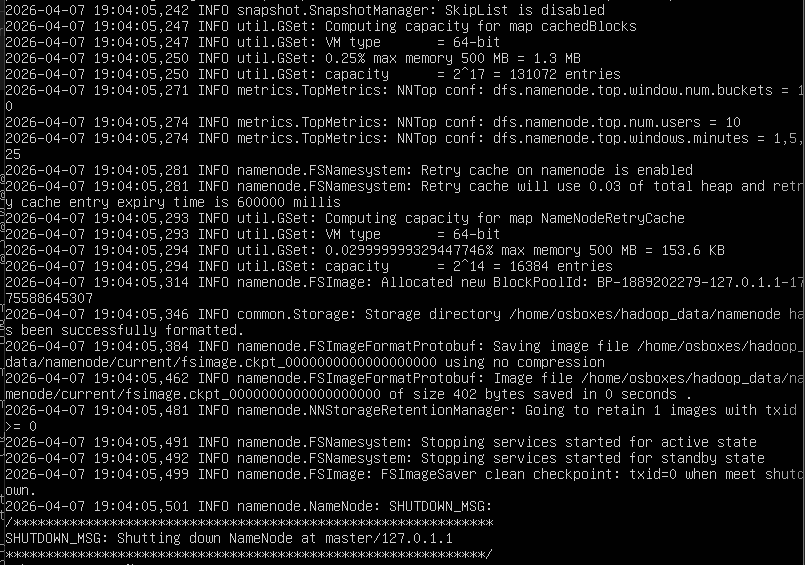 2026-04-07 19:04:05,242 INFO snapshot.SnapshotManager: SkipList is disabled
2026-04-07 19:04:05,247 INFO util.GSet: Computing capacity for map cachedBlocks
2026-04-07 19:04:05,247 INFO util.GSet: VM type       = 64-bit
2026-04-07 19:04:05,250 INFO util.GSet: 0.25% max memory 500 MB = 1.3 MB
2026-04-07 19:04:05,250 INFO util.GSet: capacity      = 2^17 = 131072 entries
2026-04-07 19:04:05,271 INFO metrics.TopMetrics: NNTop conf: dfs.namenode.top.window.num.buckets = 1
0
2026-04-07 19:04:05,274 INFO metrics.TopMetrics: NNTop conf: dfs.namenode.top.num.users = 10
2026-04-07 19:04:05,274 INFO metrics.TopMetrics: NNTop conf: dfs.namenode.top.windows.minutes = 1,5,
25
2026-04-07 19:04:05,281 INFO namenode.FSNamesystem: Retry cache on namenode is enabled
2026-04-07 19:04:05,281 INFO namenode.FSNamesystem: Retry cache will use 0.03 of total heap and retr
y cache entry expiry time is 600000 millis
2026-04-07 19:04:05,293 INFO util.GSet: Computing capacity for map NameNodeRetryCache
2026-04-07 19:04:05,293 INFO util.GSet: VM type       = 64-bit
2026-04-07 19:04:05,294 INFO util.GSet: 0.029999999329447746% max memory 500 MB = 153.6 KB
2026-04-07 19:04:05,294 INFO util.GSet: capacity      = 2^14 = 16384 entries
2026-04-07 19:04:05,314 INFO namenode.FSImage: Allocated new BlockPoolId: BP-1889202279-127.0.1.1-17
75588645307
2026-04-07 19:04:05,346 INFO common.Storage: Storage directory /home/osboxes/hadoop_data/namenode ha
s been successfully formatted.
2026-04-07 19:04:05,384 INFO namenode.FSImageFormatProtobuf: Saving image file /home/osboxes/hadoop_
data/namenode/current/fsimage.ckpt_0000000000000000000 using no compression
2026-04-07 19:04:05,462 INFO namenode.FSImageFormatProtobuf: Image file /home/osboxes/hadoop_data/na
menode/current/fsimage.ckpt_0000000000000000000 of size 402 bytes saved in 0 seconds .
2026-04-07 19:04:05,481 INFO namenode.NNStorageRetentionManager: Going to retain 1 images with txid
>= 0
2026-04-07 19:04:05,491 INFO namenode.FSNamesystem: Stopping services started for active state
2026-04-07 19:04:05,492 INFO namenode.FSNamesystem: Stopping services started for standby state
2026-04-07 19:04:05,499 INFO namenode.FSImage: FSImageSaver clean checkpoint: txid=0 when meet shutd
own.
2026-04-07 19:04:05,501 INFO namenode.NameNode: SHUTDOWN_MSG:
/************************************************************
SHUTDOWN_MSG: Shutting down NameNode at master/127.0.1.1
************************************************************/